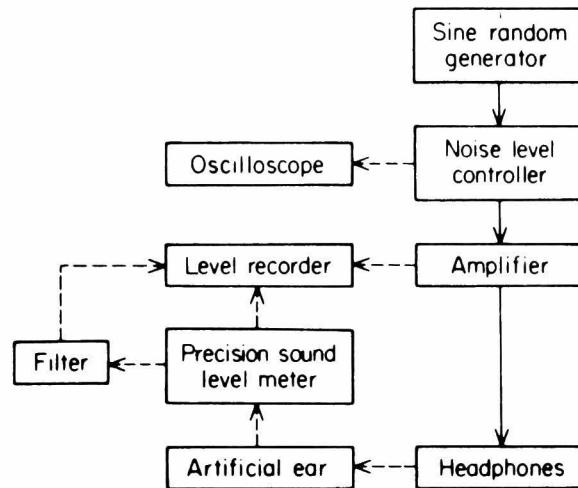 Sine random
generator
Oscilloscope
Noise level
controller
Level recorder
Amplifier
Filter
Precision sound
level meter
Artificial ear
Headphones